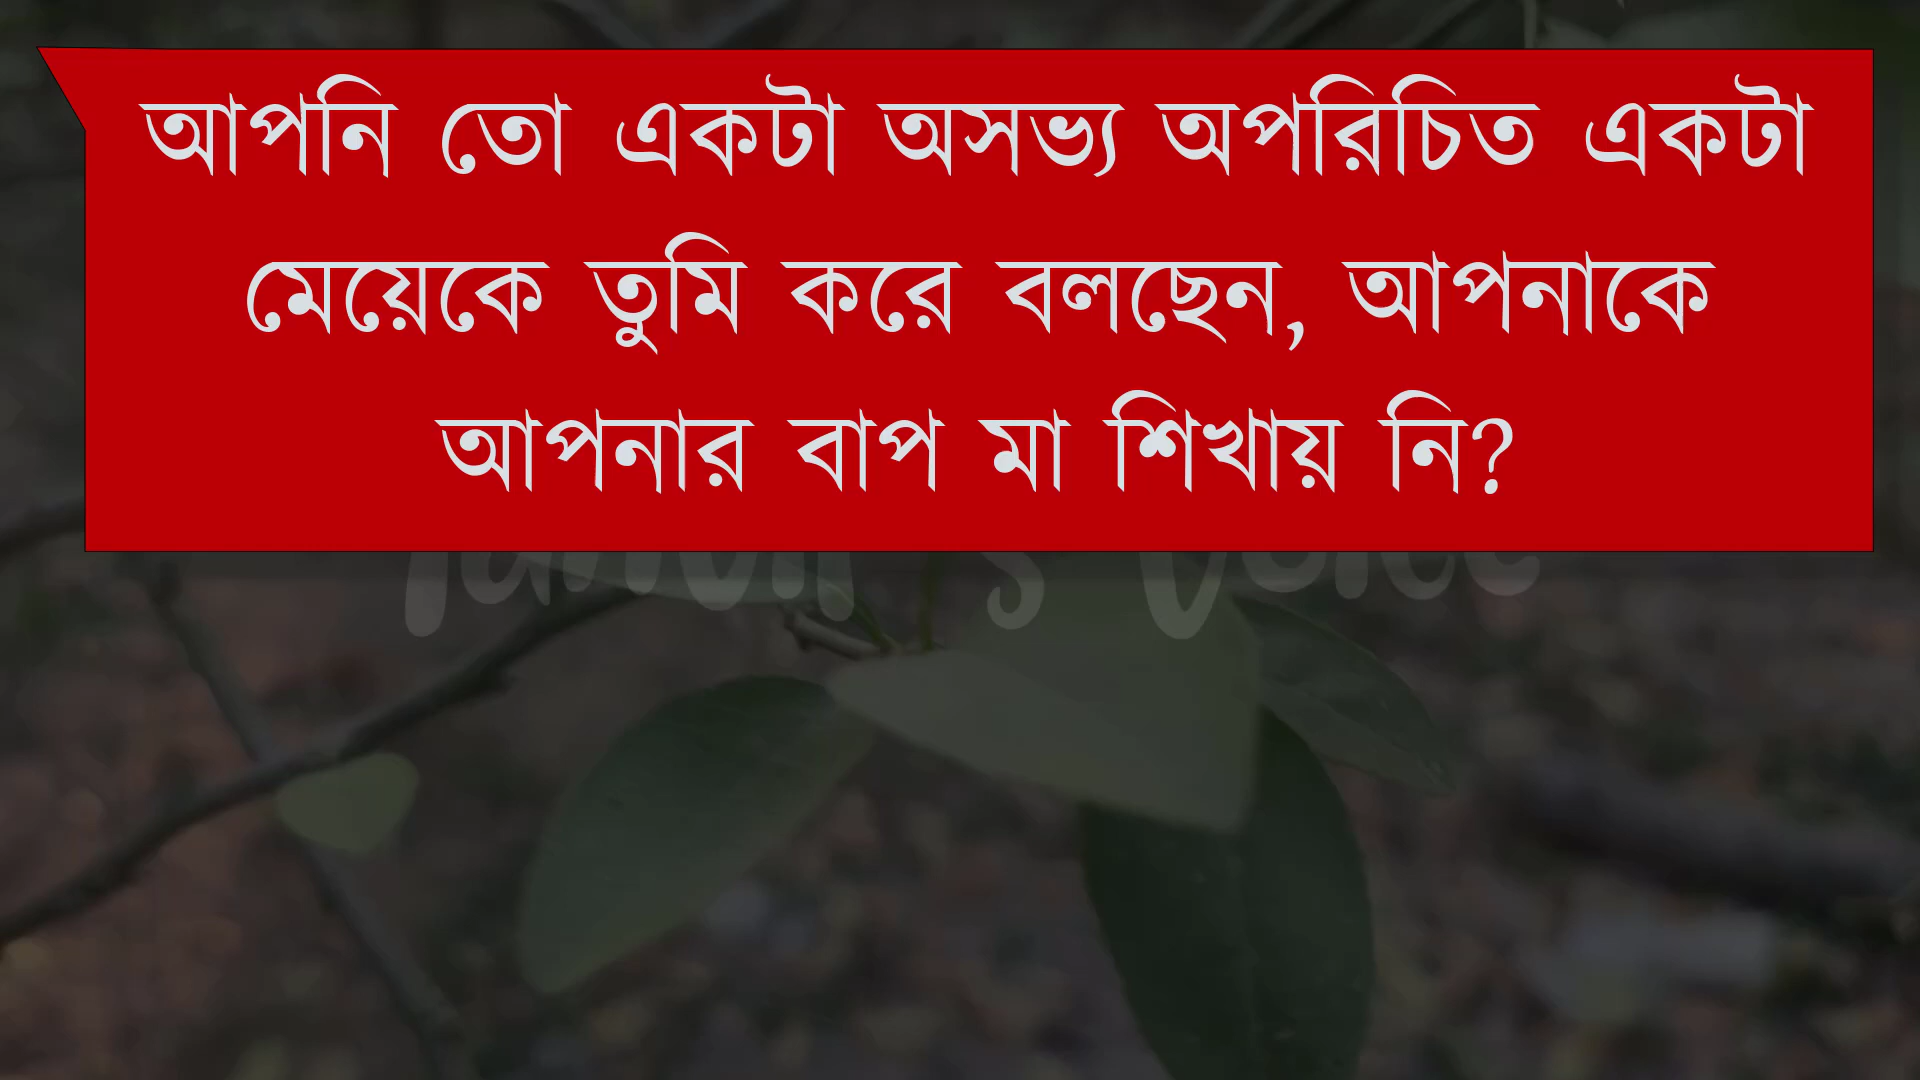 আপনি তো একটা অসভ্য অপরিচিত একটা
মেয়েকে তুমি করে বলছেন, আপনাকে
আপনার বাপ মা শিখায় নি?